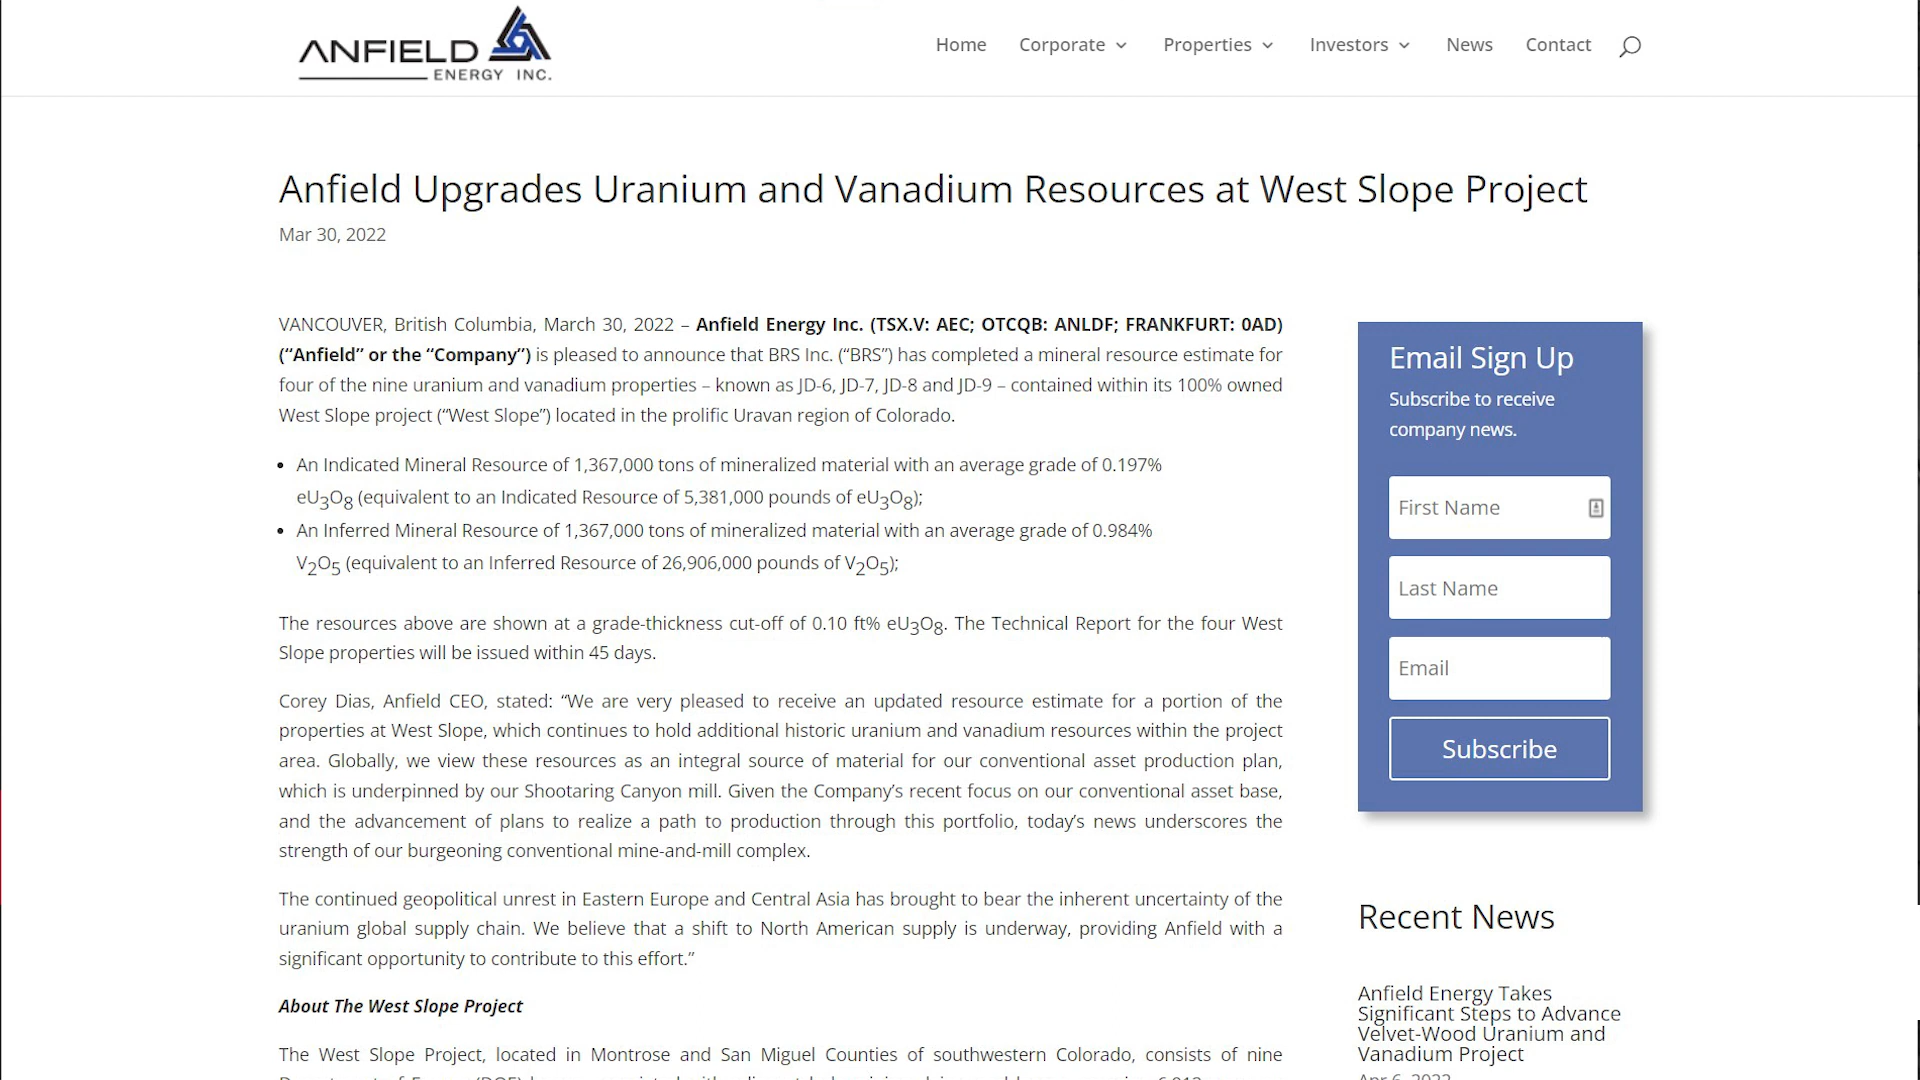 ANFIELD
ENERGY INC.
Home Corporate Properties Investors News Contact
Anfield Upgrades Uranium and Vanadium Resources at West Slope Project
Mar 30, 2022
VANCOUVER, British Columbia, March 30, 2022 – Anfield Energy Inc. (TSX.V: AEC; OTCQB: ANLDF; FRANKFURT: 0AD)
(“Anfield” or the “Company”) is pleased to announce that BRS Inc. (“BRS”) has completed a mineral resource estimate for
four of the nine uranium and vanadium properties – known as JD-6, JD-7, JD-8 and JD-9 – contained within its 100% owned
West Slope project (“West Slope”) located in the prolific Uravan region of Colorado.
• An Indicated Mineral Resource of 1,367,000 tons of mineralized material with an average grade of 0.197%
eU3O8 (equivalent to an Indicated Resource of 5,381,000 pounds of eU3O8);
• An Inferred Mineral Resource of 1,367,000 tons of mineralized material with an average grade of 0.984%
V2O5 (equivalent to an Inferred Resource of 26,906,000 pounds of V2O5);
The resources above are shown at a grade-thickness cut-off of 0.10 ft% eU3O8. The Technical Report for the four West
Slope properties will be issued within 45 days.
Corey Dias, Anfield CEO, stated: “We are very pleased to receive an updated resource estimate for a portion of the
properties at West Slope, which continues to hold additional historic uranium and vanadium resources within the project
area. Globally, we view these resources as an integral source of material for our conventional asset production plan,
which is underpinned by our Shootaring Canyon mill. Given the Company’s recent focus on our conventional asset base,
and the advancement of plans to realize a path to production through this portfolio, today’s news underscores the
strength of our burgeoning conventional mine-and-mill complex.
The continued geopolitical unrest in Eastern Europe and Central Asia has brought to bear the inherent uncertainty of the
uranium global supply chain. We believe that a shift to North American supply is underway, providing Anfield with a
significant opportunity to contribute to this effort.”
About The West Slope Project
The West Slope Project, located in Montrose and San Miguel Counties of southwestern Colorado, consists of nine
Email Sign Up
Subscribe to receive
company news.
First Name
Last Name
Email
Subscribe
Recent News
Anfield Energy Takes
Significant Steps to Advance
Velvet-Wood Uranium and
Vanadium Project
Apr 6, 2022